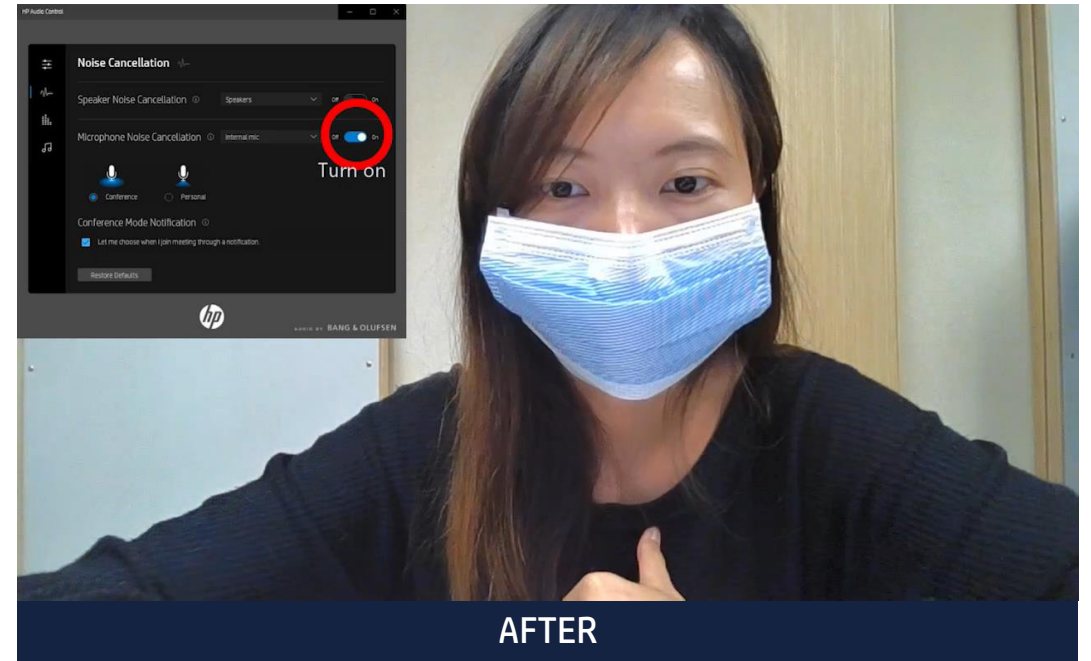 HP Audio Control
Noise Cancellation
Speaker Noise Cancellation Speakers Off On
Microphone Noise Cancellation Internal mic Off On
Turn on
Conference Personal
Conference Mode Notification
Let me choose when I join meeting through a notification.
Restore Defaults
hp
AUDIO BY BANG & OLUFSEN
AFTER